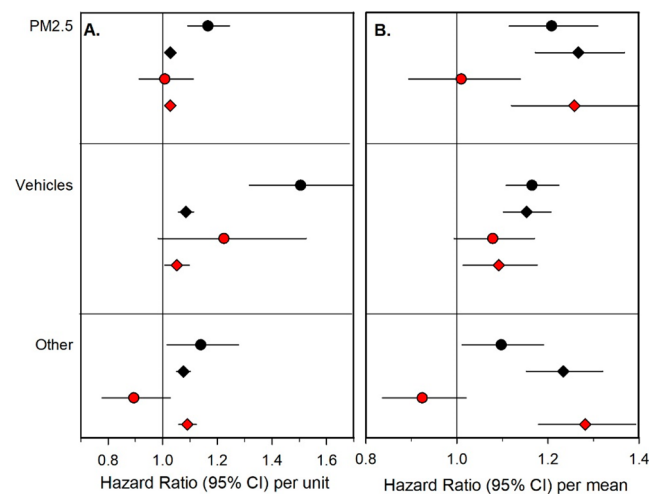 PM2.5
A.
B.
Vehicles
Other
0.8 1.0 1.2 1.4 1.6
0.8 1.0 1.2 1.4
Hazard Ratio (95% CI) per unit
Hazard Ratio (95% CI) per mean